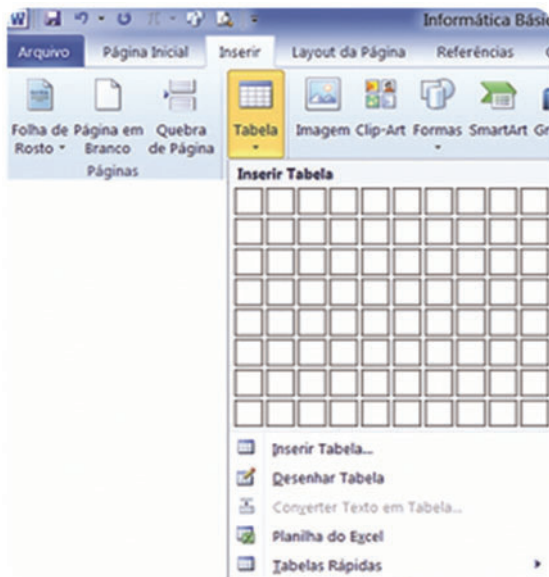 Informática Bási
Arquivo Página Inicial Inserir Layout da Página Referências
Folha de Rosto Página em Branco Quebra de Página Tabela Imagem Clip-Art Formas SmartArt Gr
Páginas
Inserir Tabela
Inserir Tabela...
Desenhar Tabela
Converter Texto em Tabela...
Planilha do Excel
Tabelas Rápidas